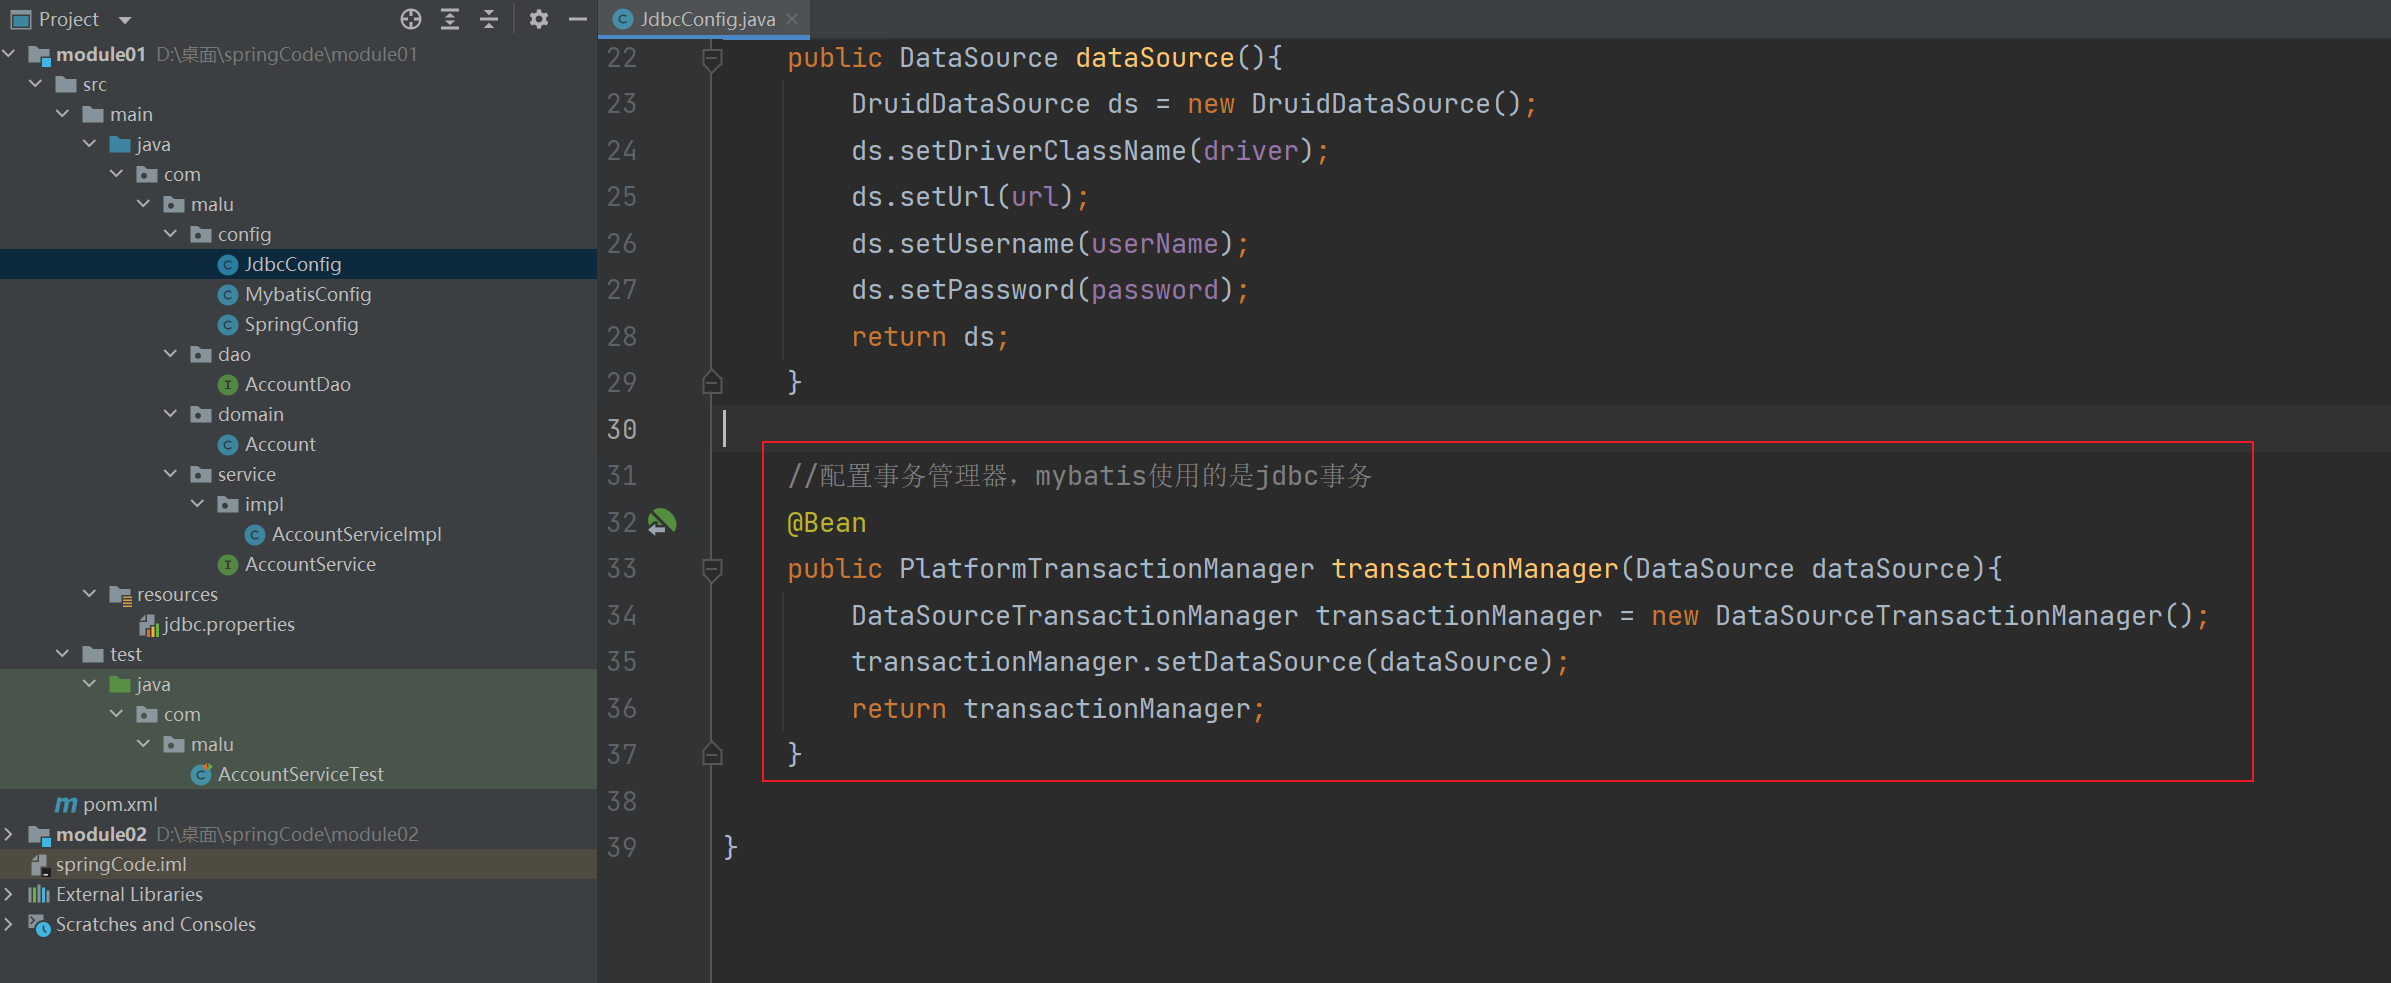 Project
module01 D:\桌面\springCode\module01
src
main
java
com
malu
config
JdbcConfig
MybatisConfig
SpringConfig
dao
AccountDao
domain
Account
service
impl
AccountServiceImpl
AccountService
resources
jdbc.properties
test
java
com
malu
AccountServiceTest
pom.xml
module02 D:\桌面\springCode\module02
springCode.iml
External Libraries
Scratches and Consoles
JdbcConfig.java
22 public DataSource dataSource(){
23 DruidDataSource ds = new DruidDataSource();
24 ds.setDriverClassName(driver);
25 ds.setUrl(url);
26 ds.setUsername(userName);
27 ds.setPassword(password);
28 return ds;
29 }
30
31 //配置事务管理器，mybatis使用的是jdbc事务
32 @Bean
33 public PlatformTransactionManager transactionManager(DataSource dataSource){
34 DataSourceTransactionManager transactionManager = new DataSourceTransactionManager();
35 transactionManager.setDataSource(dataSource);
36 return transactionManager;
37 }
38
39 }